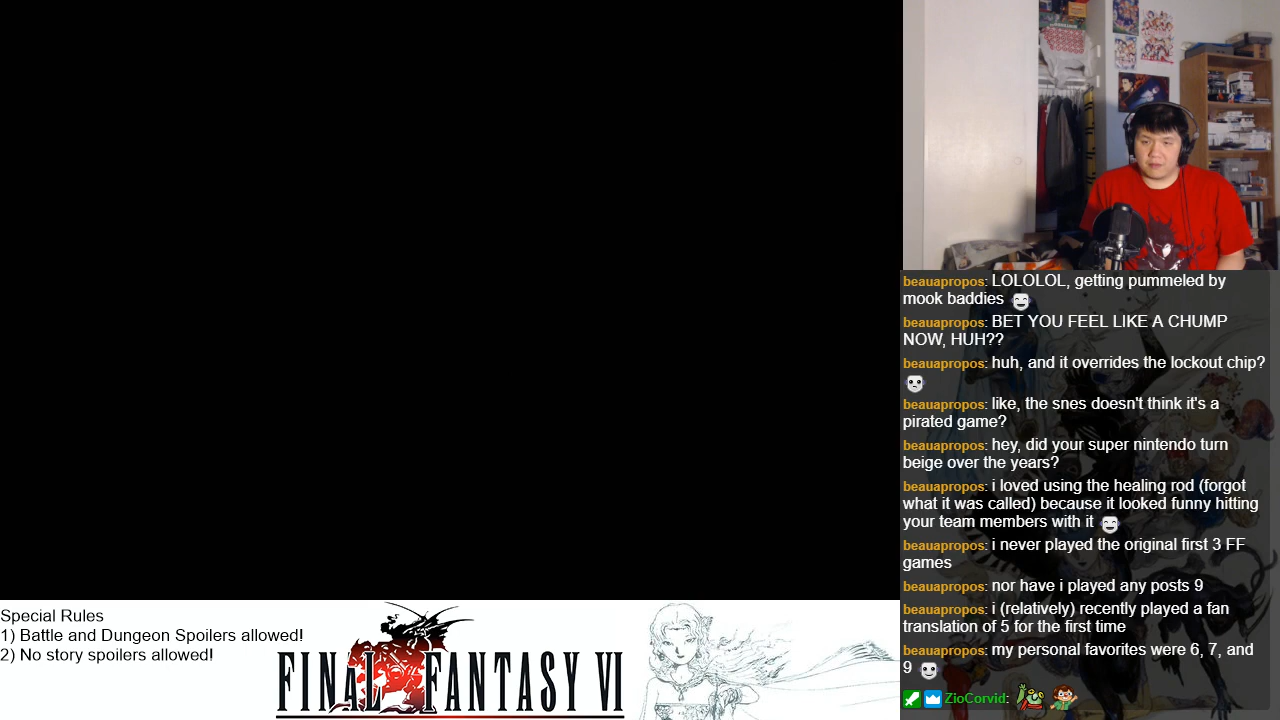 beauapropos: LOLOLOL, getting pummeled by
mook baddies
beauapropos: BET YOU FEEL LIKE A CHUMP
NOW, HUH??
beauapropos: huh, and it overrides the lockout chip?
beauapropos: like, the snes doesn't think it's a
pirated game?
beauapropos: hey, did your super nintendo turn
beige over the years?
beauapropos: i loved using the healing rod (forgot
what it was called) because it looked funny hitting
your team members with it
beauapropos: i never played the original first 3 FF
games
beauapropos: nor have i played any posts 9
beauapropos: i (relatively) recently played a fan
translation of 5 for the first time
beauapropos: my personal favorites were 6, 7, and
9
ZioCorvid:
Special Rules
1) Battle and Dungeon Spoilers allowed!
2) No story spoilers allowed!
FINAL FANTASY VI